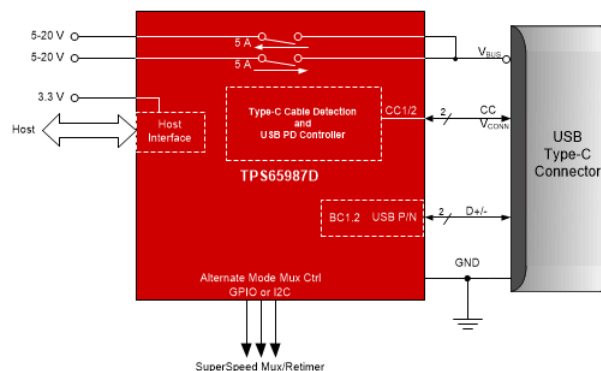 5-20 V
5 A
5-20 V
5 A
VBUS
3.3 V
Host
Host
Interface
Type-C Cable Detection
and
USB PD Controller
CC1/2
2
CC
VCONN
USB
Type-C
Connector
TPS65987D
BC1.2 USB P/N
2
D+/-
GND
Alternate Mode Mux Ctrl
GPIO or I2C
SuperSpeed Mux/Retimer